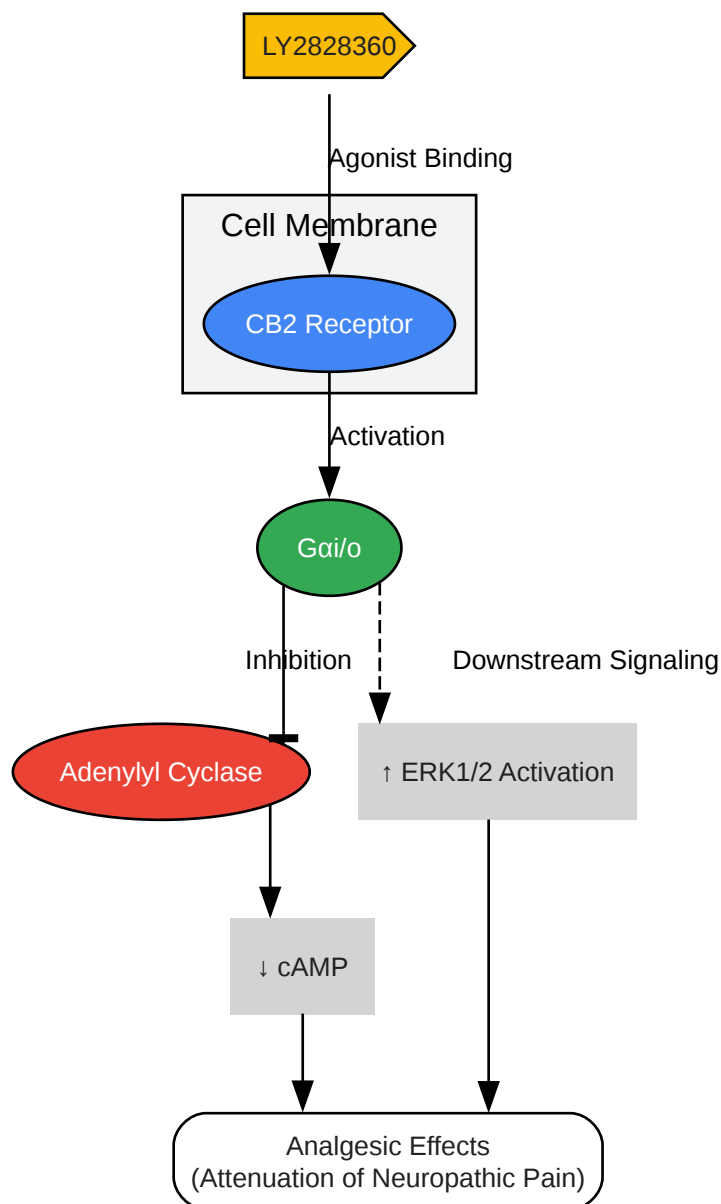 LY2828360
Agonist Binding
Cell Membrane
CB2 Receptor
Activation
Gαi/o
Inhibition
Downstream Signaling
Adenylyl Cyclase
↑ ERK1/2 Activation
↓ cAMP
Analgesic Effects
(Attenuation of Neuropathic Pain)